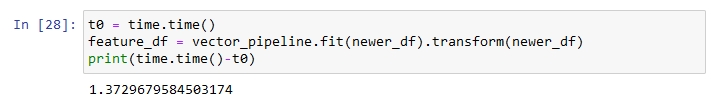 In [28]: t0 = time.time()
feature_df = vector_pipeline.fit(newer_df).transform(newer_df)
print(time.time()-t0)
1.3729679584503174